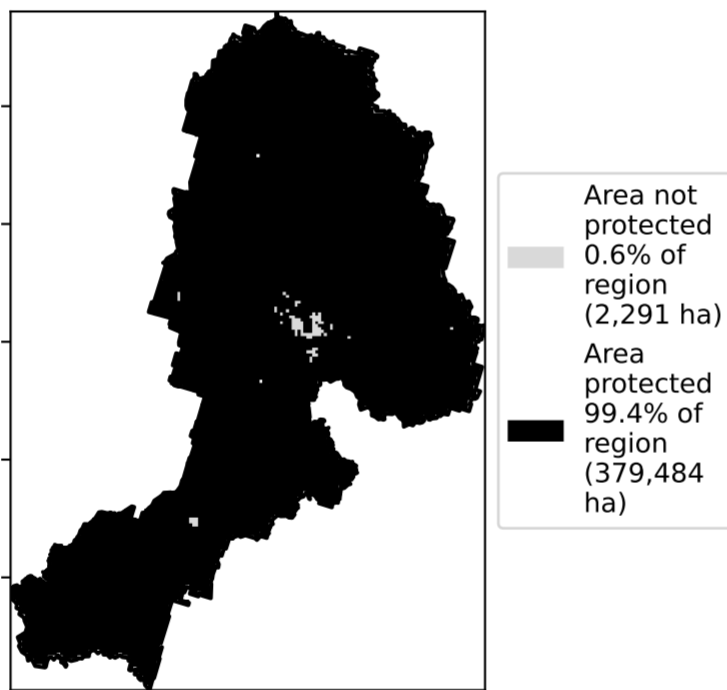 Area not
protected
0.6% of
region
(2,291 ha)
Area
protected
99.4% of
region
(379,484
ha)